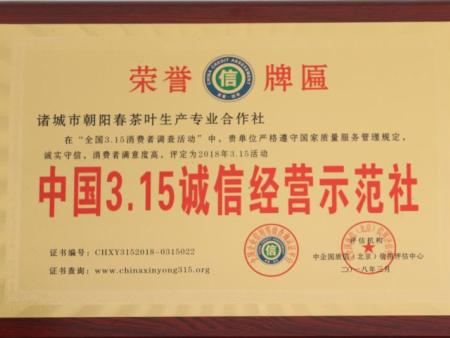 荣誉 信 牌匾
CHINA CREDIT ASSESSMENT
诸城市朝阳春茶叶生产专业合作社
在“全国3.15消费者调查活动”中，贵单位严格遵守国家质量服务管理规定，
诚实守信，消费者满意度高，评定为2018年3.15活动
中国3.15诚信经营示范社
证书编号：CHXY3152018-0315022
证书查询：www.chinaxinyong315.org
信
评估机构
中企国质信（北京）信用评估中心
二〇一八年三月